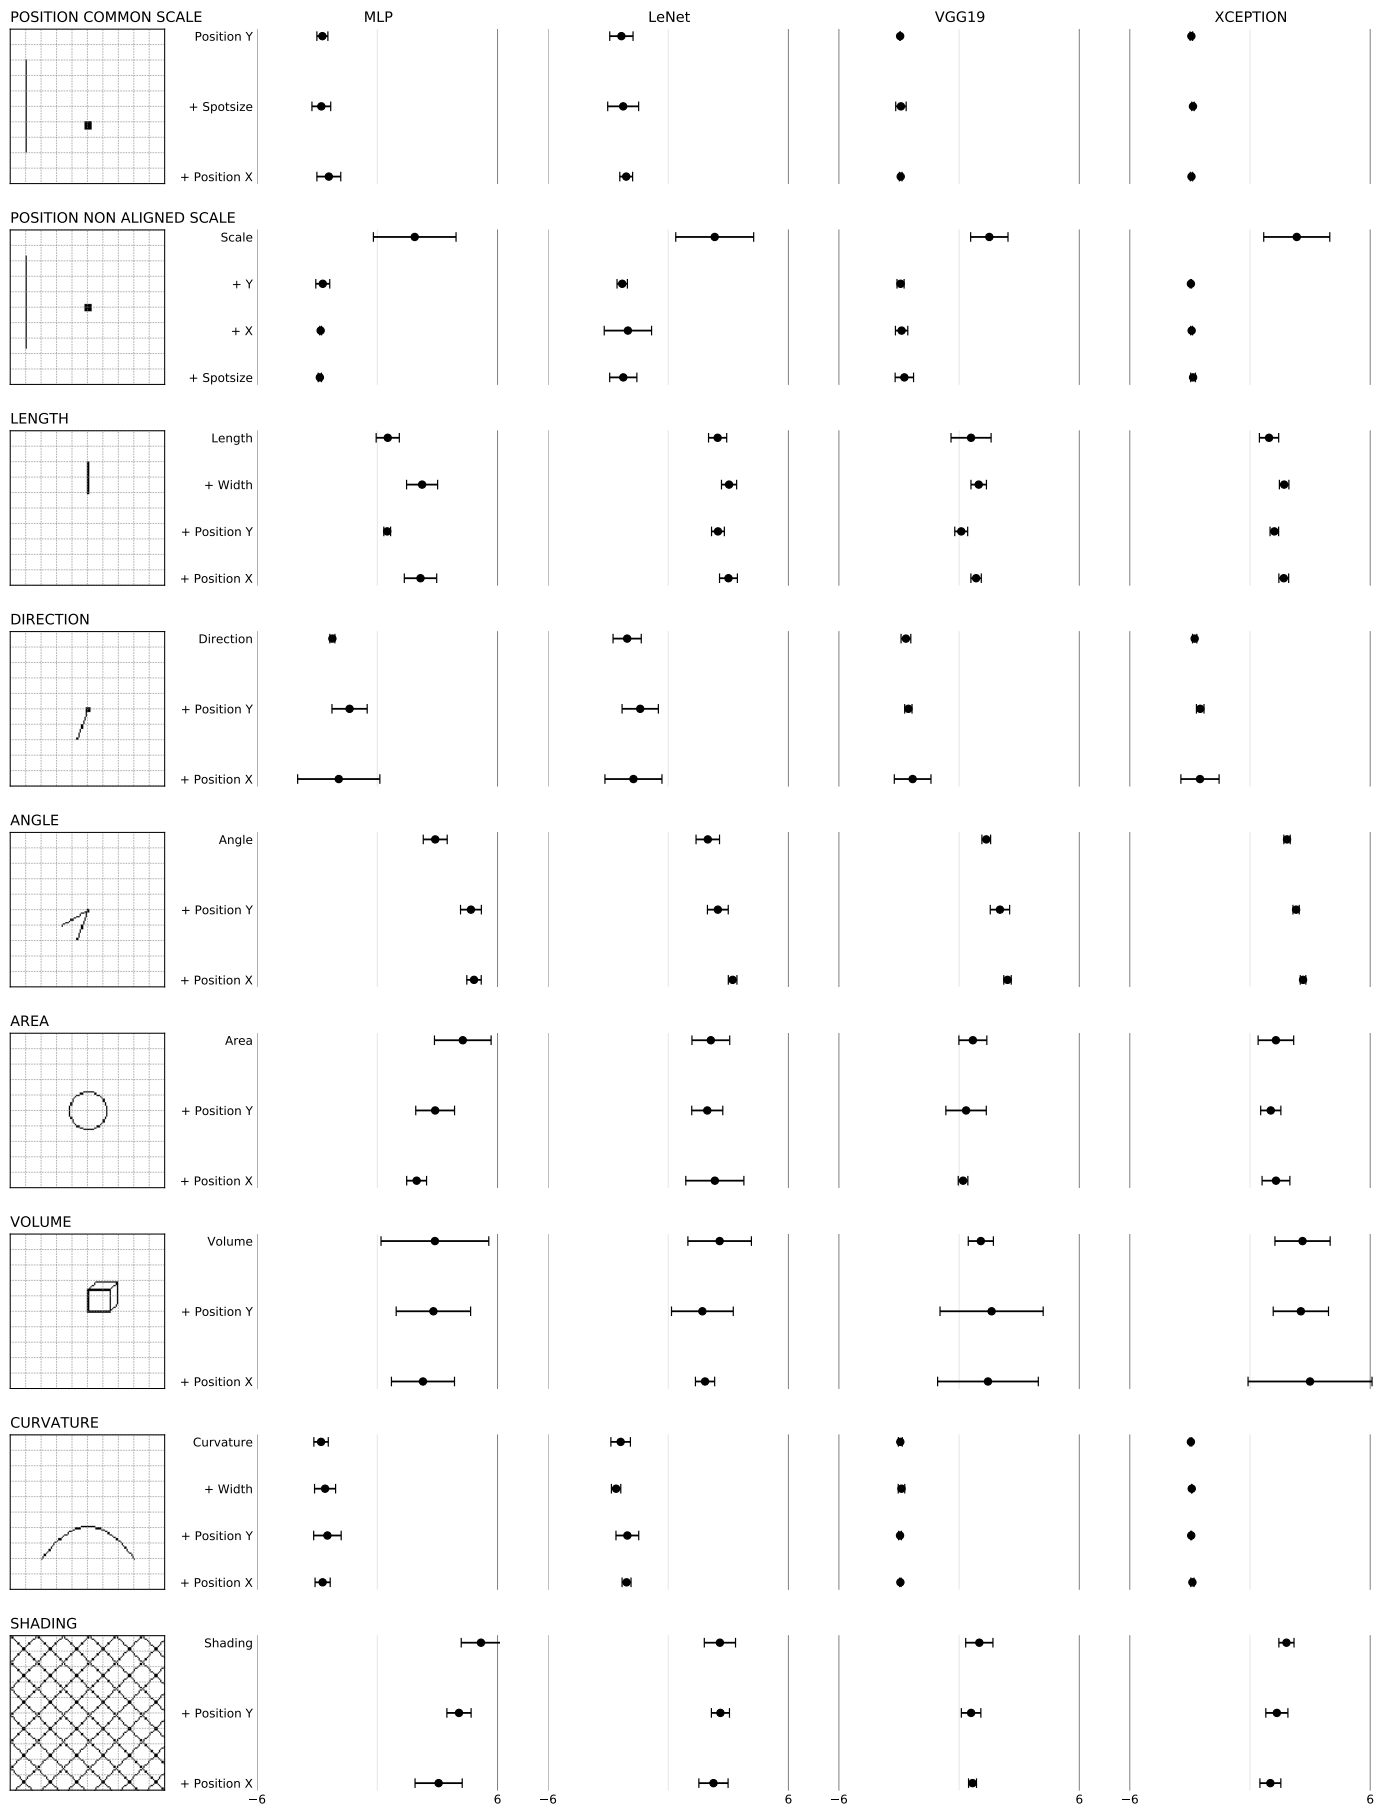 POSITION COMMON SCALE MLP LeNet VGG19 XCEPTION
Position Y
+ Spotsize
+ Position X
POSITION NON ALIGNED SCALE
Scale
+ Y
+ X
+ Spotsize
LENGTH
Length
+ Width
+ Position Y
+ Position X
DIRECTION
Direction
+ Position Y
+ Position X
ANGLE
Angle
+ Position Y
+ Position X
AREA
Area
+ Position Y
+ Position X
VOLUME
Volume
+ Position Y
+ Position X
CURVATURE
Curvature
+ Width
+ Position Y
+ Position X
SHADING
Shading
+ Position Y
+ Position X
−6 6 −6 6 −6 6 −6 6